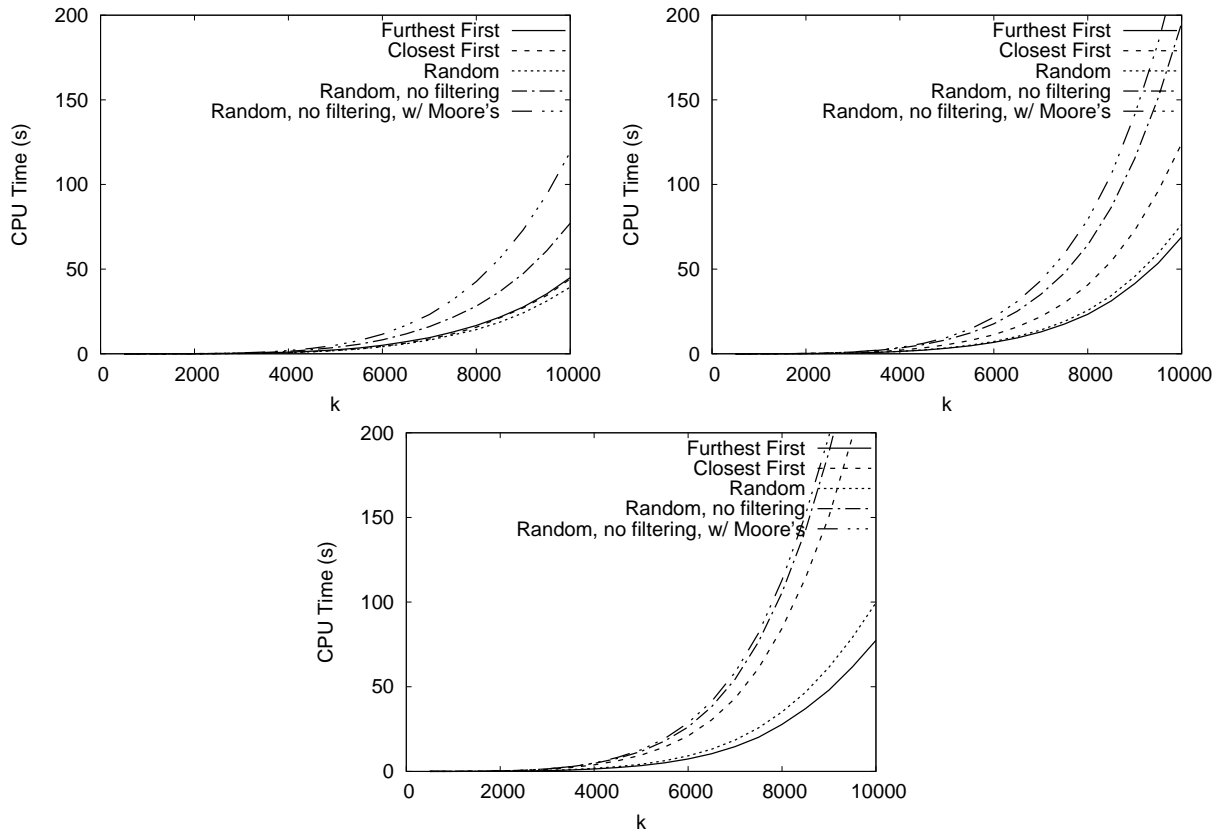 200
150
100
50
0
CPU Time (s)
0 2000 4000 6000 8000 10000
k
Furthest First
Closest First
Random
Random, no filtering
Random, no filtering, w/ Moore's
200
150
100
50
0
CPU Time (s)
0 2000 4000 6000 8000 10000
k
Furthest First
Closest First
Random
Random, no filtering
Random, no filtering, w/ Moore's
200
150
100
50
0
CPU Time (s)
0 2000 4000 6000 8000 10000
k
Furthest First
Closest First
Random
Random, no filtering
Random, no filtering, w/ Moore's